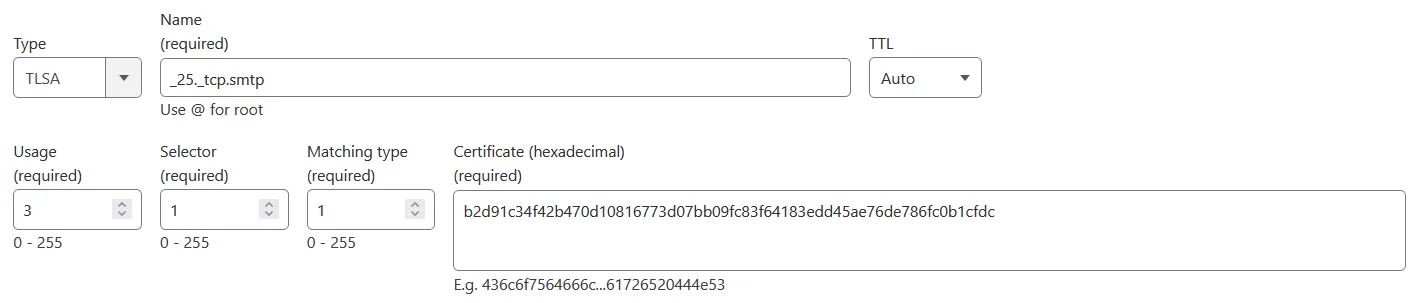 Name
Type (required) TTL
TLSA _25._tcp.smtp Auto
Use @ for root
Usage Selector Matching type Certificate (hexadecimal)
(required) (required) (required) (required)
3 1 1 b2d91c34f42b470d10816773d07bb09fc83f64183edd45ae76de786fc0b1cfdc
0 - 255 0 - 255 0 - 255
E.g. 436c6f7564666c...61726520444e53